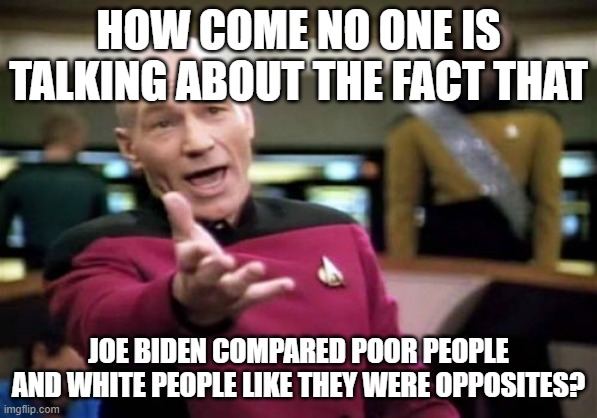 HOW COME NO ONE IS
TALKING ABOUT THE FACT THAT
JOE BIDEN COMPARED POOR PEOPLE
AND WHITE PEOPLE LIKE THEY WERE OPPOSITES?
imgflip.com